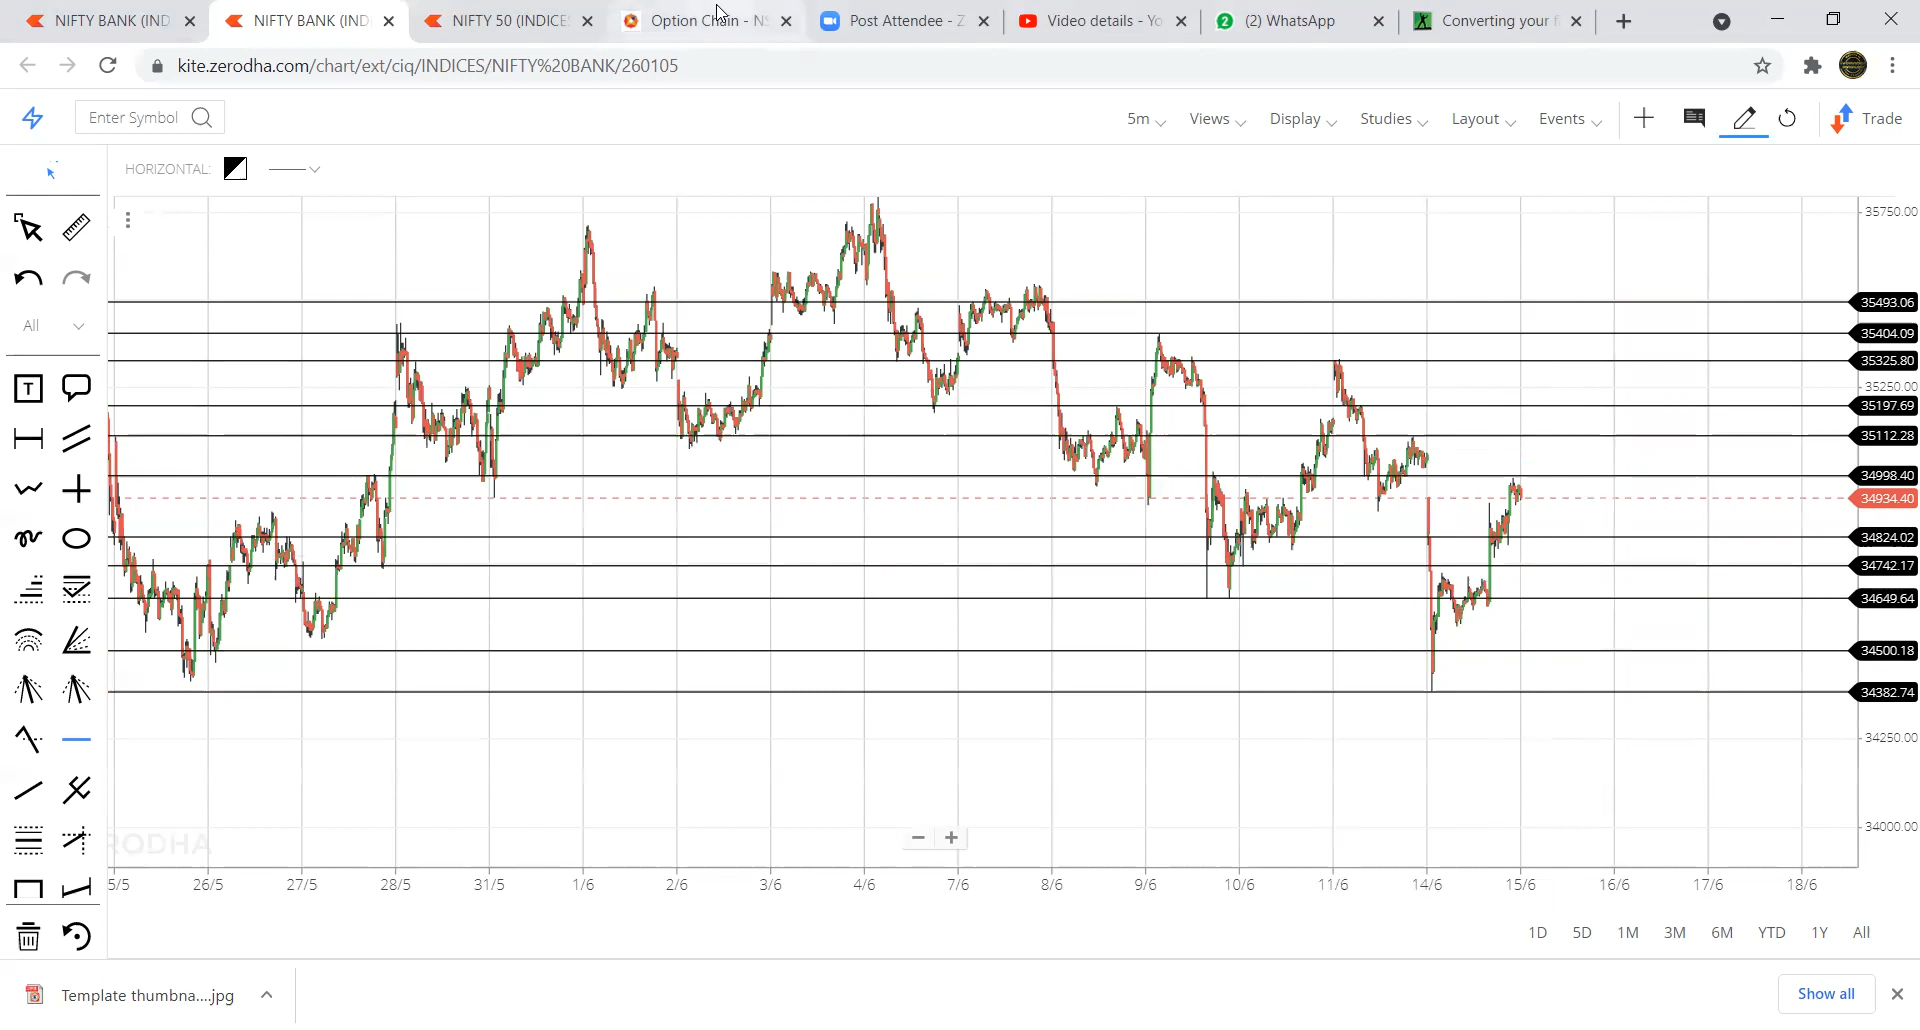 NIFTY BANK (IND
NIFTY BANK (IND
NIFTY 50 (INDICES
Option Chain - NS
Post Attendee - Z
Video details - Yo
2 (2) WhatsApp
Converting your f
kite.zerodha.com/chart/ext/ciq/INDICES/NIFTY%20BANK/260105
Enter Symbol
5m
Views
Display
Studies
Layout
Events
Trade
HORIZONTAL:
All
T
35750.00
35493.06
35404.09
35325.80
35250.00
35197.69
35112.28
34998.40
34934.40
34824.02
34742.17
34649.64
34500.18
34382.74
34250.00
34000.00
RODHA
5/5
26/5
27/5
28/5
31/5
1/6
2/6
3/6
4/6
7/6
8/6
9/6
10/6
11/6
14/6
15/6
16/6
17/6
18/6
1D
5D
1M
3M
6M
YTD
1Y
All
Template thumbna....jpg
Show all